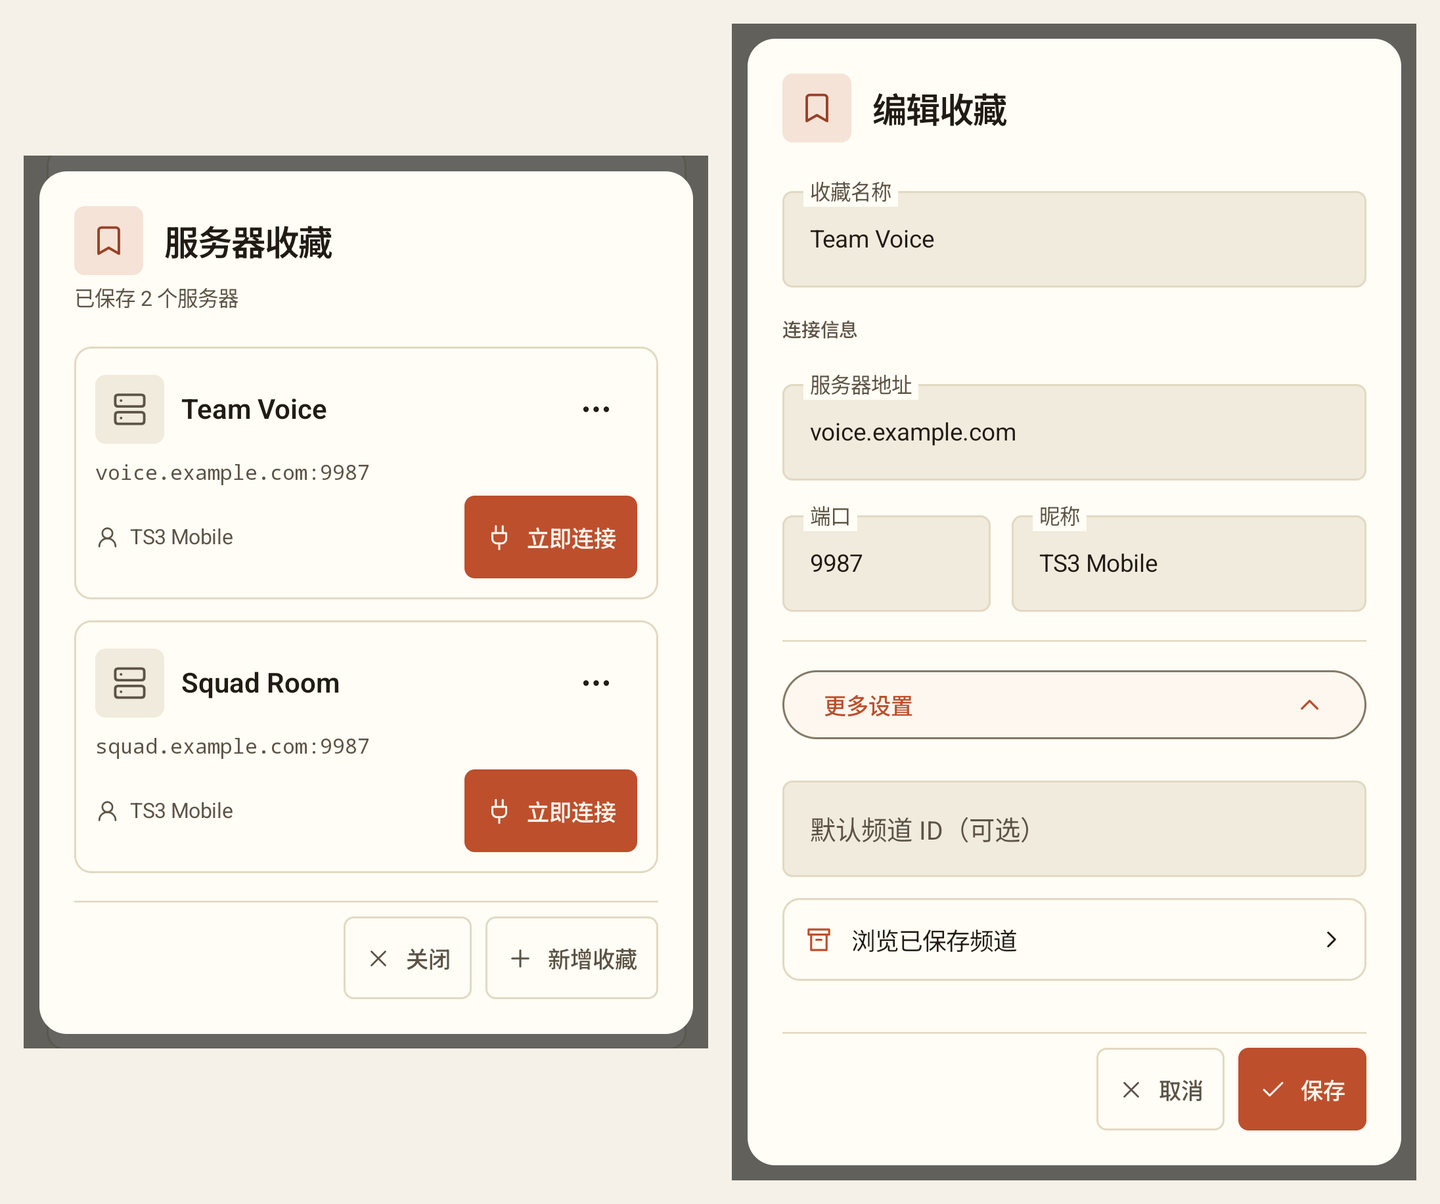 服务器收藏
已保存 2 个服务器
Team Voice
voice.example.com:9987
TS3 Mobile
立即连接
Squad Room
squad.example.com:9987
TS3 Mobile
立即连接
关闭
新增收藏
编辑收藏
收藏名称
Team Voice
连接信息
服务器地址
voice.example.com
端口
9987
昵称
TS3 Mobile
更多设置
默认频道 ID（可选）
浏览已保存频道
取消
保存